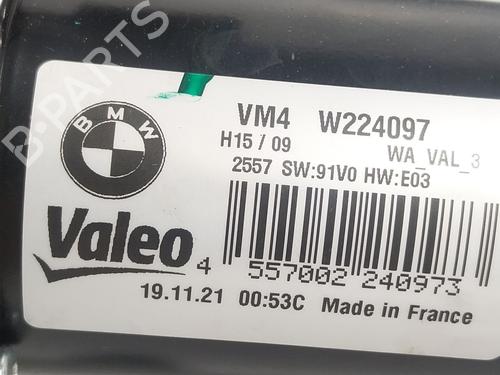 B-PARTS
BMW
VM4 W224097
H15 / 09 WA_VAL_3
2557 SW:91V0 HW:E03
Valeo
4 557002 240973
19.11.21 00:53C Made in France